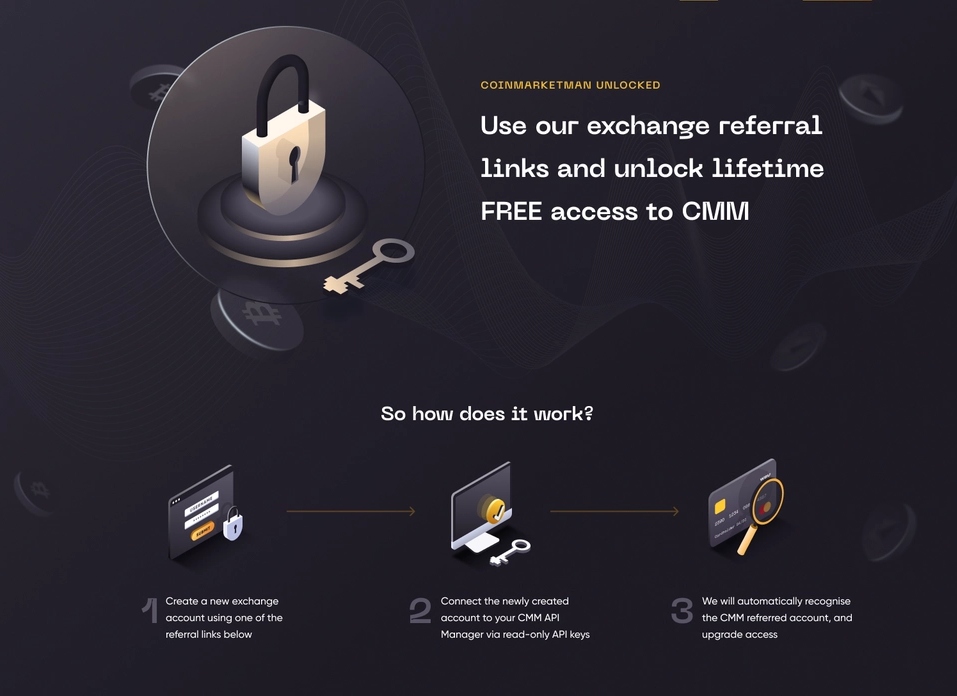 COINMARKETMAN UNLOCKED
Use our exchange referral
links and unlock lifetime
FREE access to CMM
So how does it work?
USERNAME
1
Create a new exchange
account using one of the
referral links below
2
Connect the newly created
account to your CMM API
Manager via read-only API keys
3
We will automatically recognise
the CMM refrerred account, and
upgrade access